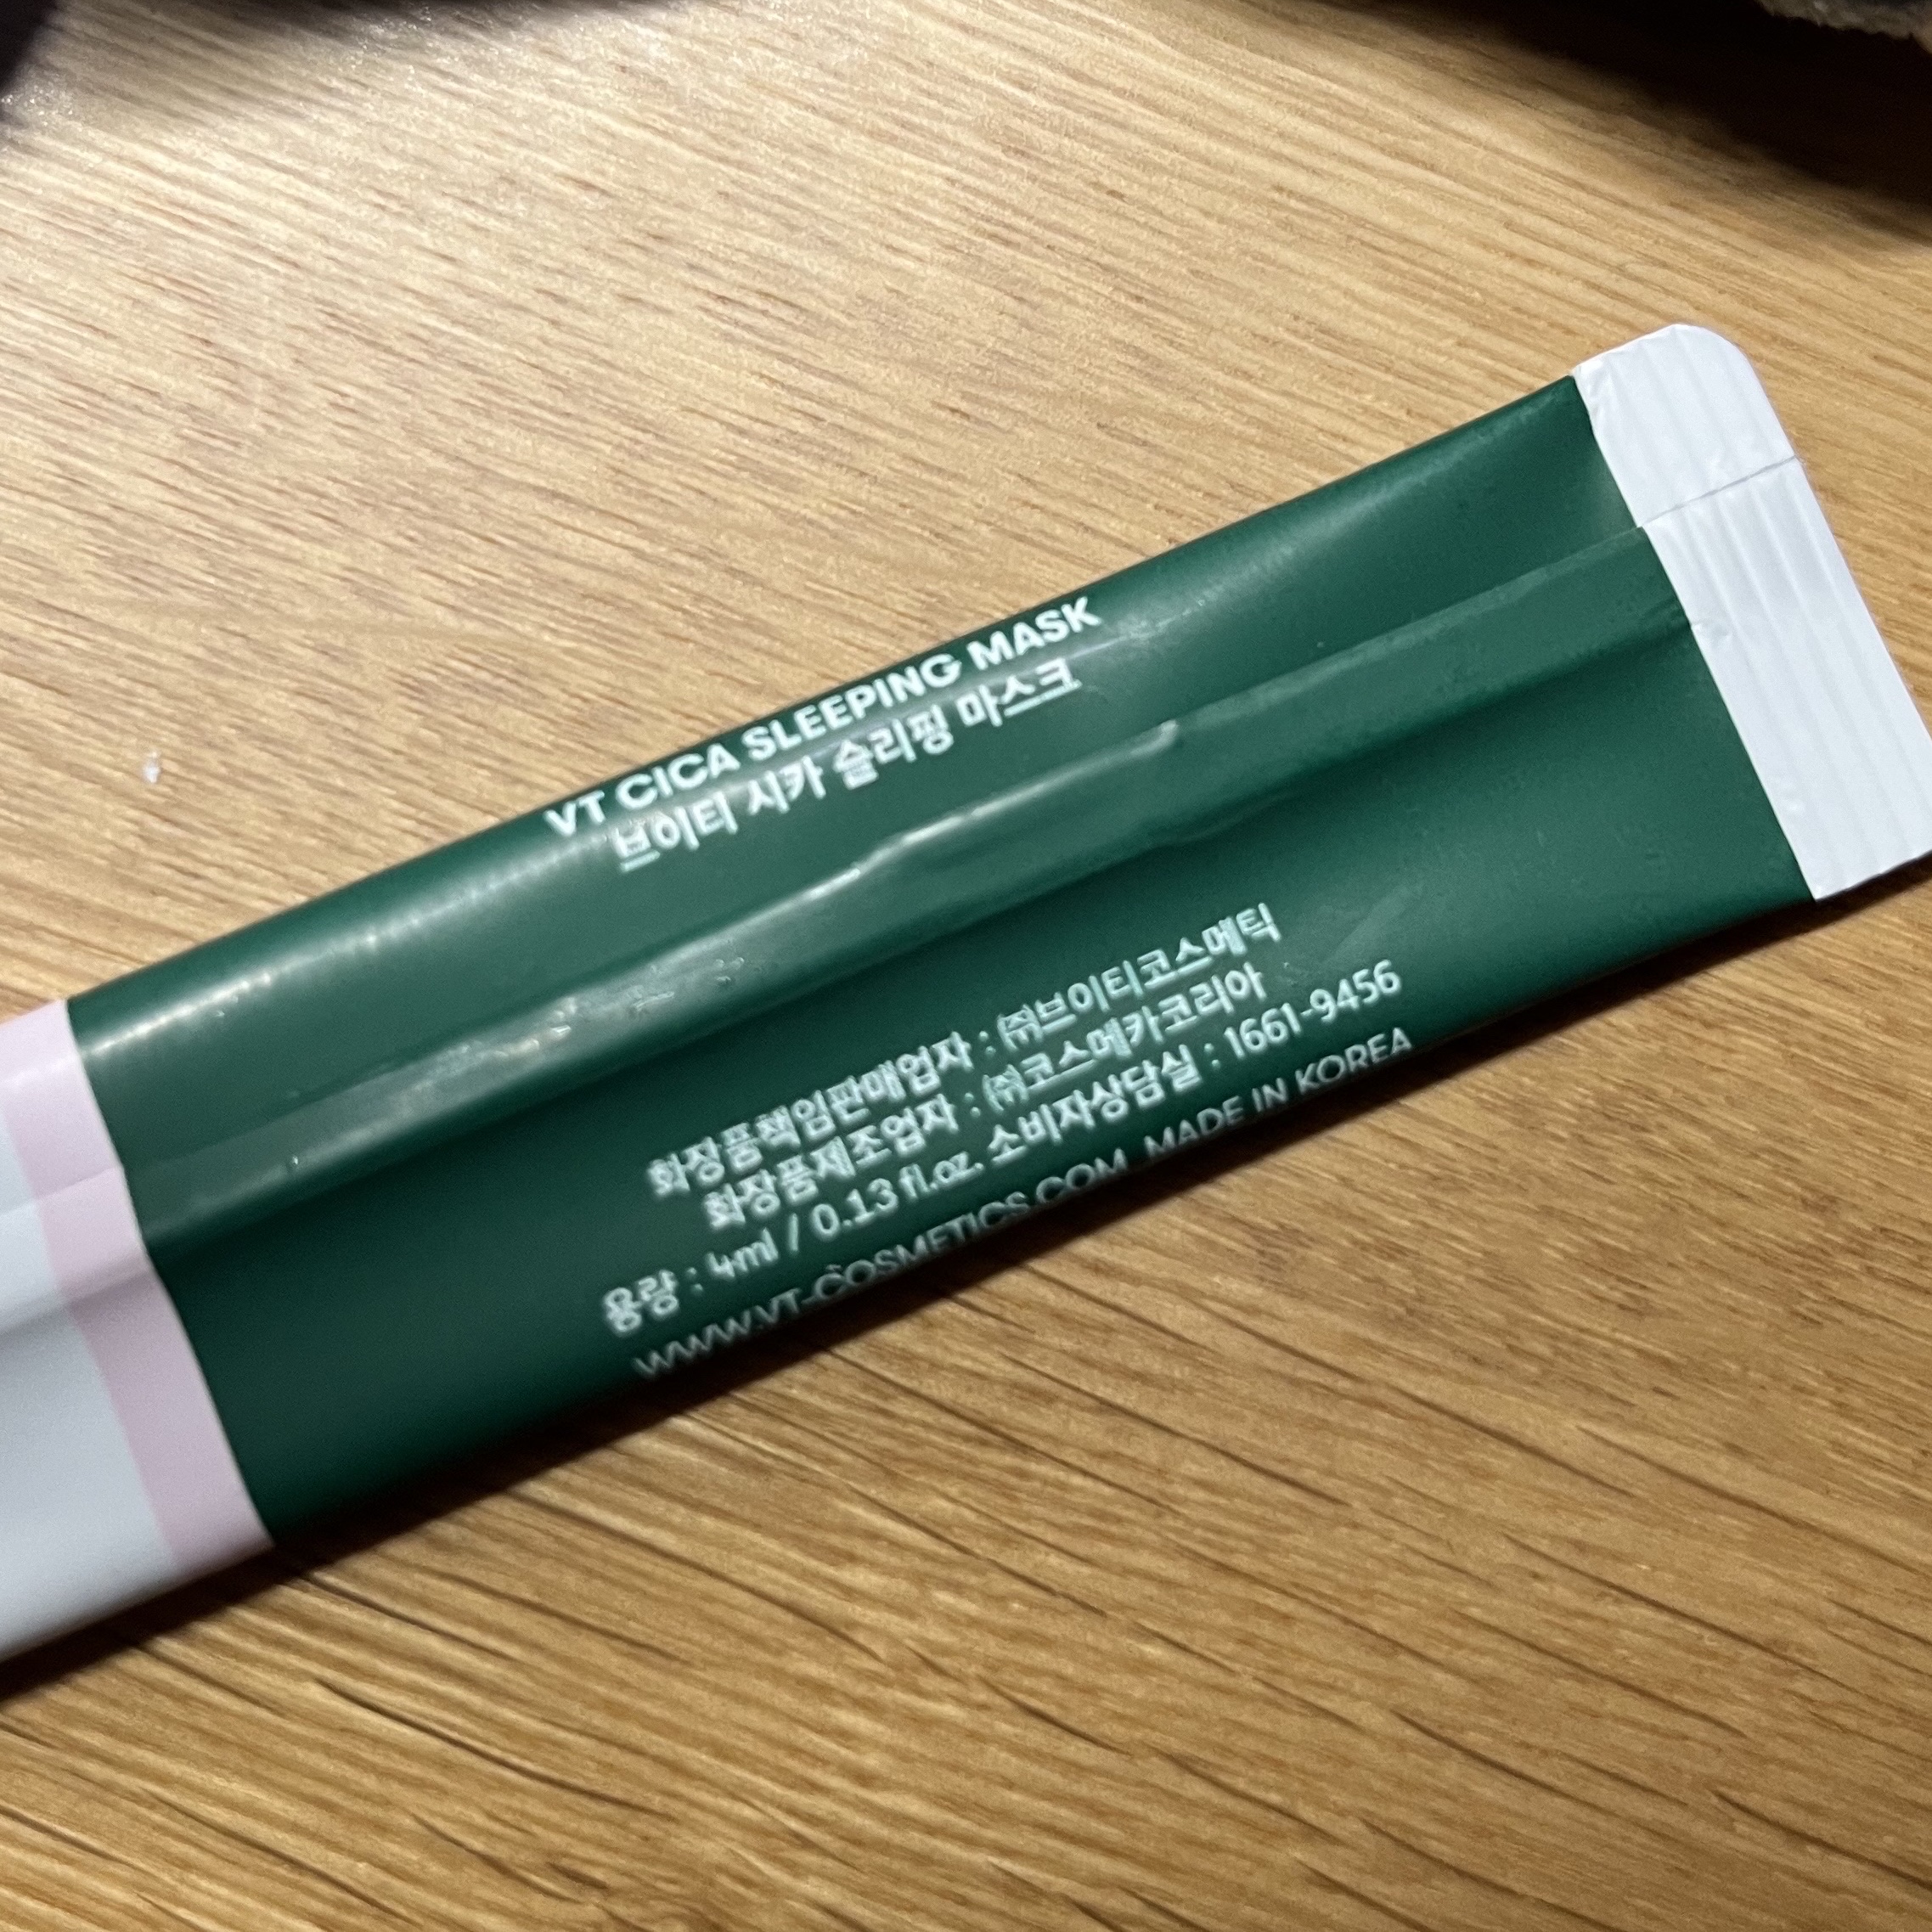 VT CICA SLEEPING MASK
브이티 시카 슬리핑 마스크
화장품책임판매업자 : ㈜브이티코스메틱
화장품제조업자 : ㈜코스메카코리아
용량 : 4ml / 0.13 fl.oz. 소비자상담실 : 1661-9456
WWW.VT-COSMETICS.COM MADE IN KOREA